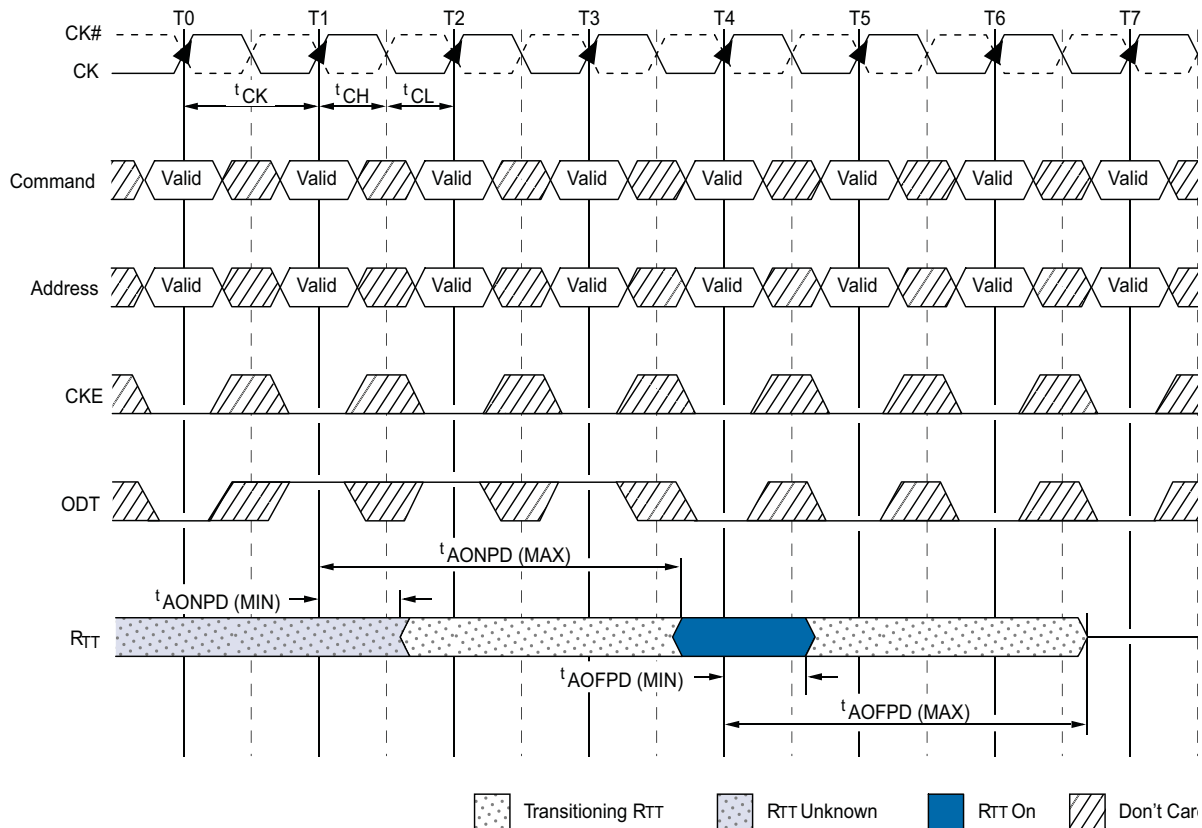 T0 T1 T2 T3 T4 T5 T6 T7
CK#
CK
tCK tCH tCL
Command Valid Valid Valid Valid Valid Valid Valid Valid
Address Valid Valid Valid Valid Valid Valid Valid Valid
CKE
ODT
tAONPD (MAX)
tAONPD (MIN)
RTT
tAOFPD (MIN)
tAOFPD (MAX)
Transitioning RTT RTT Unknown RTT On Don't Car